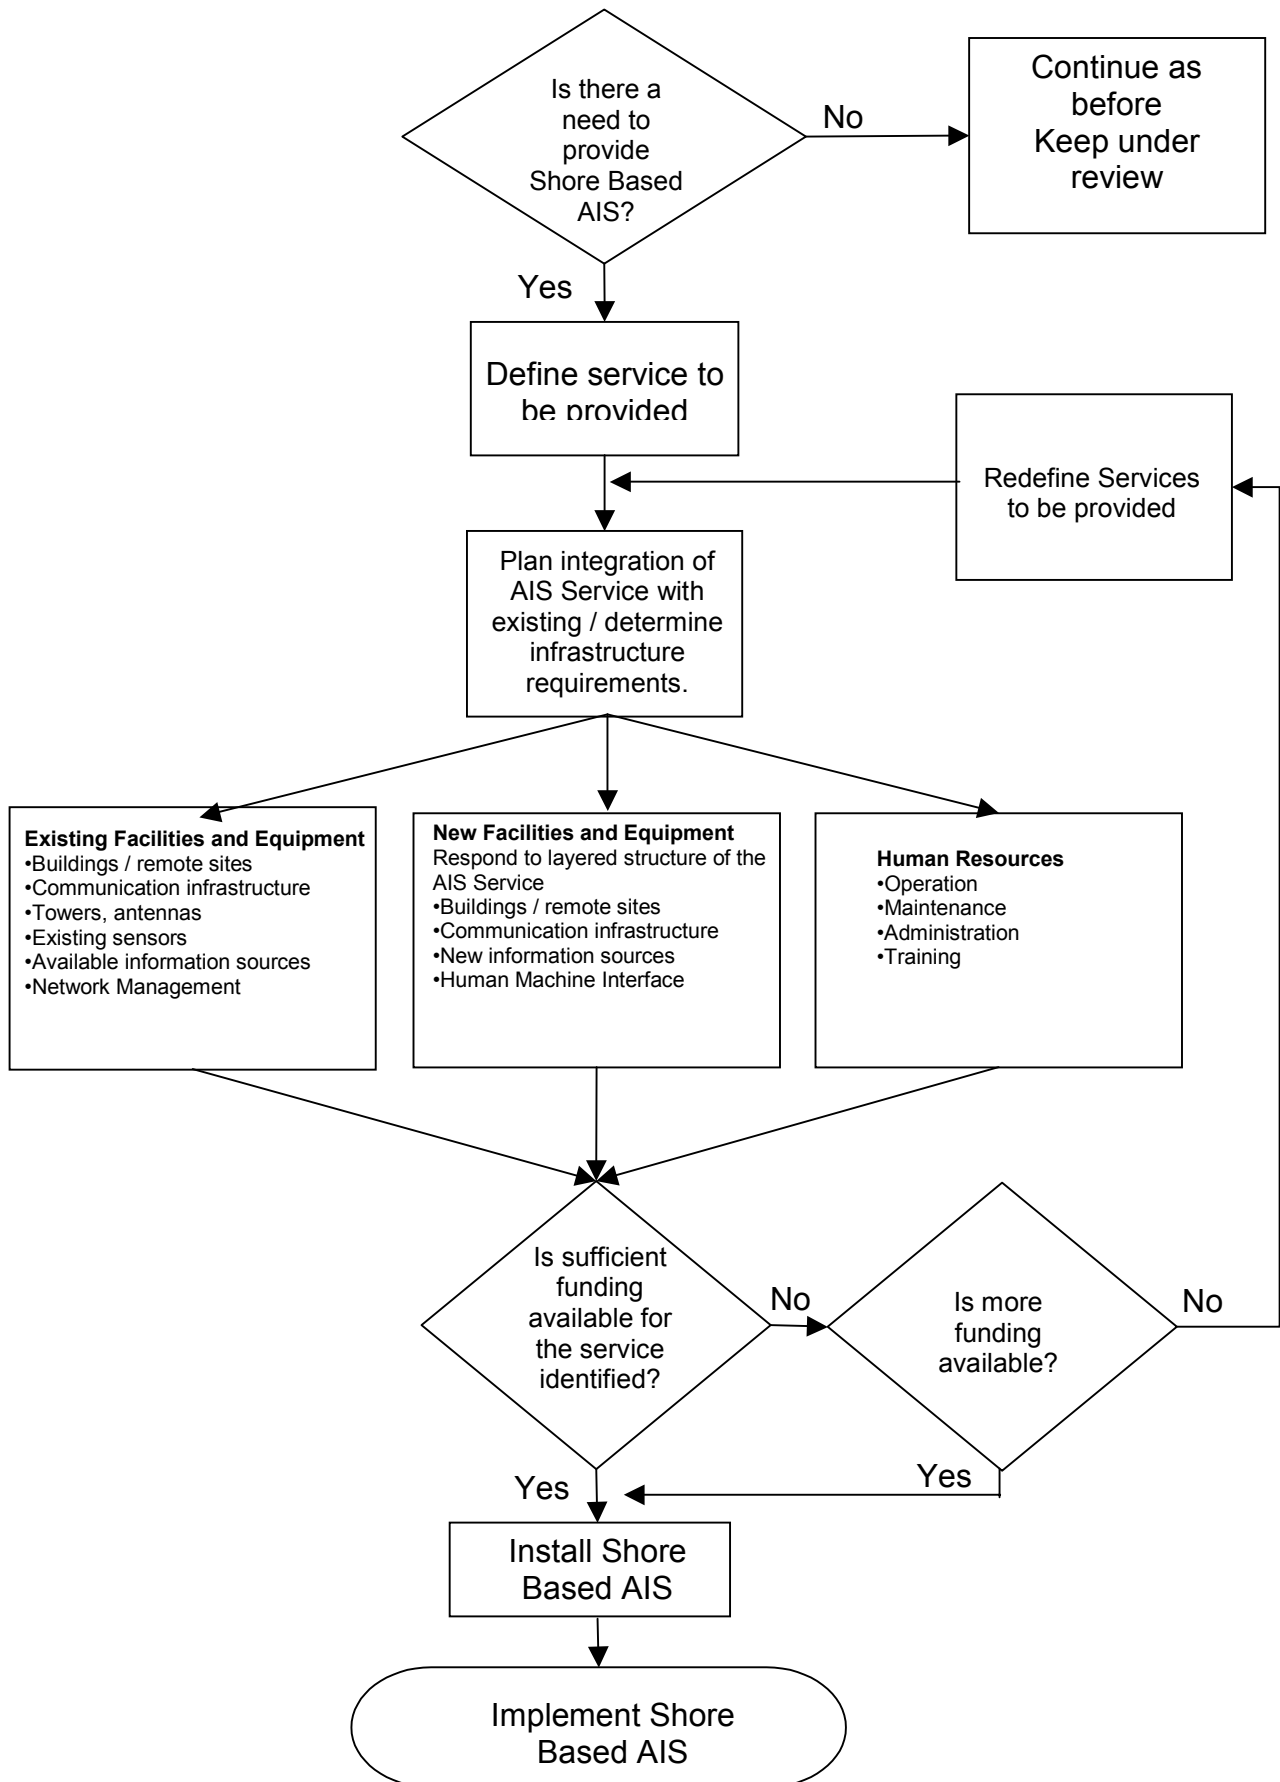 Is there a
need to
provide
Shore Based
AIS?
No
Continue as
before
Keep under
review
Yes
Define service to
be provided
Redefine Services
to be provided
Plan integration of
AIS Service with
existing / determine
infrastructure
requirements.
Existing Facilities and Equipment
•Buildings / remote sites
•Communication infrastructure
•Towers, antennas
•Existing sensors
•Available information sources
•Network Management
New Facilities and Equipment
Respond to layered structure of the
AIS Service
•Buildings / remote sites
•Communication infrastructure
•New information sources
•Human Machine Interface
Human Resources
•Operation
•Maintenance
•Administration
•Training
Is sufficient
funding
available for
the service
identified?
No
Is more
funding
available?
No
Yes
Yes
Install Shore
Based AIS
Implement Shore
Based AIS